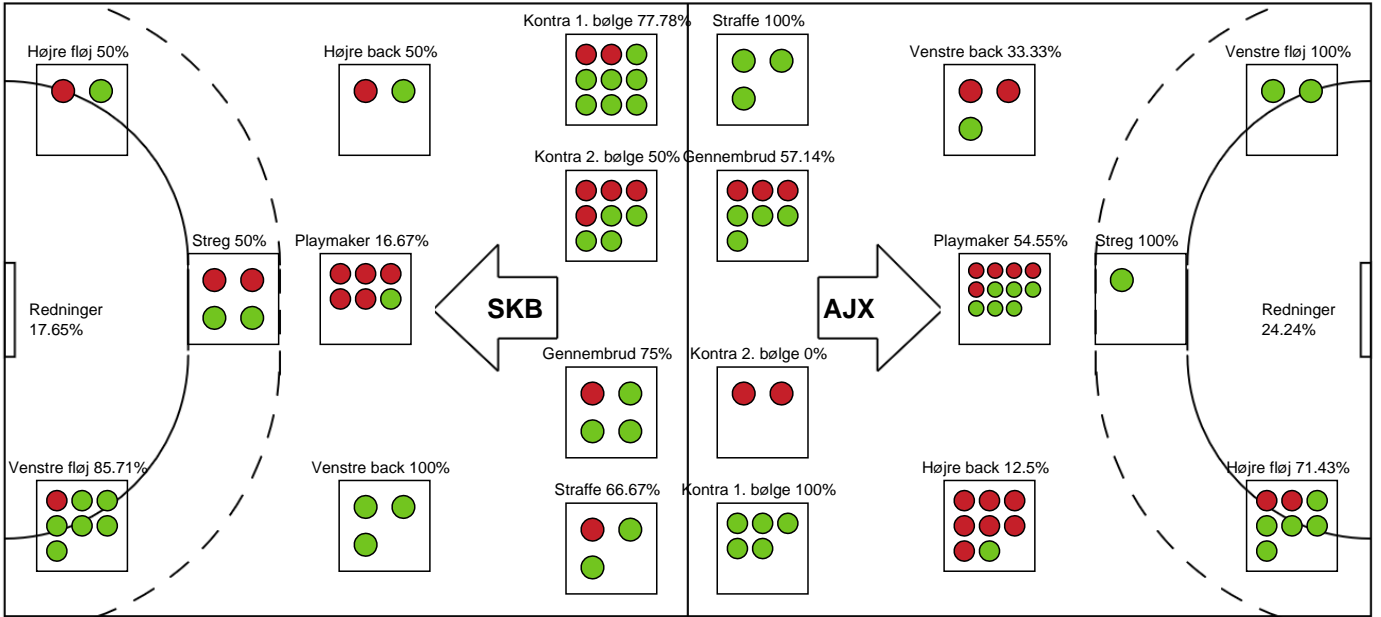 Kontra 1. bølge 77.78%
Straffe 100%
Højre fløj 50%
Højre back 50%
Venstre back 33.33%
Venstre fløj 100%
Kontra 2. bølge 50%
Gennembrud 57.14%
Streg 50%
Playmaker 16.67%
Playmaker 54.55%
Streg 100%
Redninger
17.65%
SKB
AJX
Redninger
24.24%
Gennembrud 75%
Kontra 2. bølge 0%
Venstre fløj 85.71%
Venstre back 100%
Højre back 12.5%
Højre fløj 71.43%
Straffe 66.67%
Kontra 1. bølge 100%